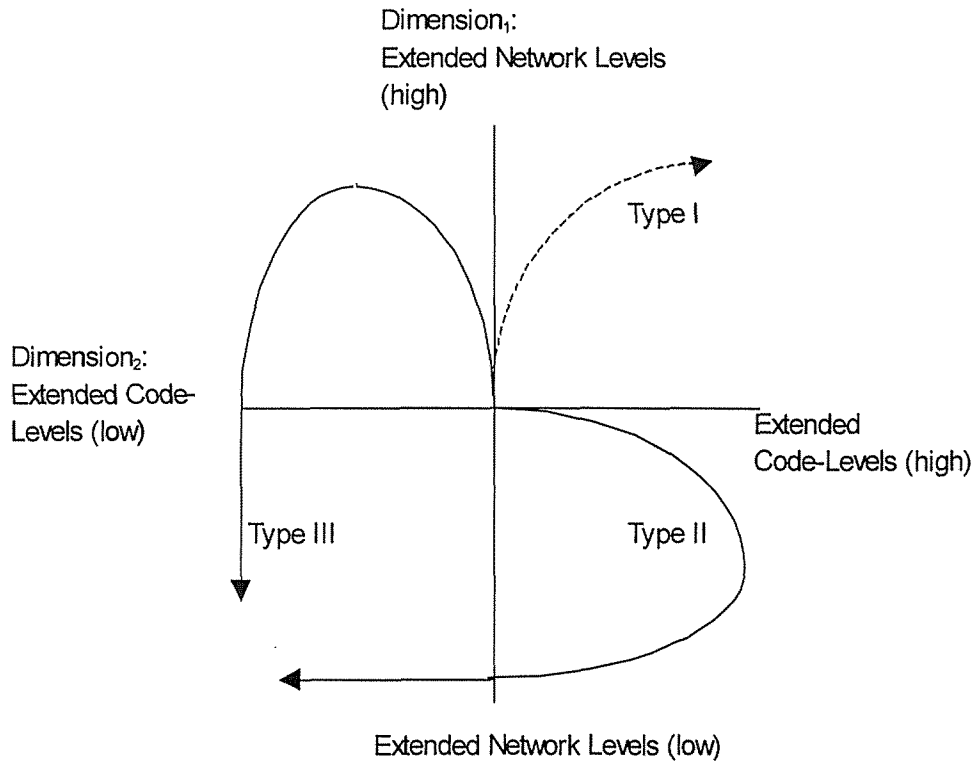 Dimension₁:
Extended Network Levels
(high)
Type I
Dimension₂:
Extended Code-
Levels (low)
Extended
Code-Levels (high)
Type III
Type II
Extended Network Levels (low)